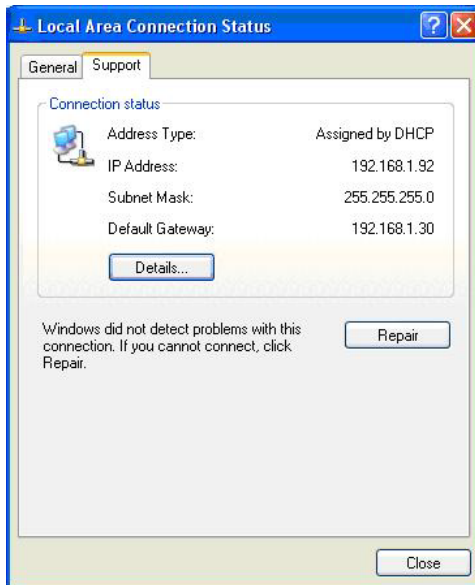 Local Area Connection Status
General Support
Connection status
Address Type: Assigned by DHCP
IP Address: 192.168.1.92
Subnet Mask: 255.255.255.0
Default Gateway: 192.168.1.30
Details...
Windows did not detect problems with this
connection. If you cannot connect, click
Repair.
Repair
Close